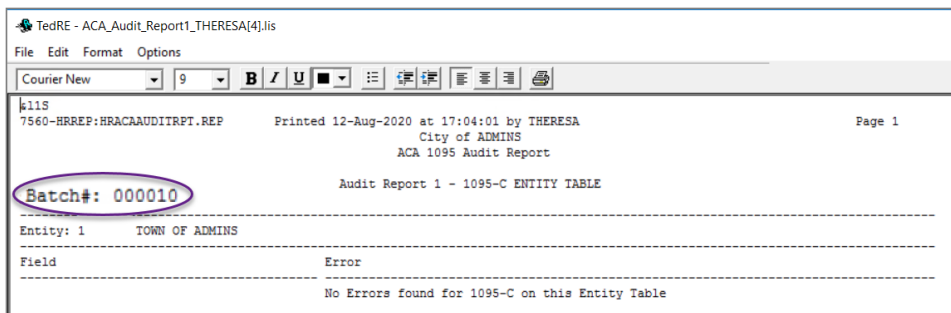 TedRE - ACA_Audit_Report1_THERESA[4].lis
File Edit Format Options
Courier New 9 B I U
&l1S
7560-HRREP:HRACAAUDITRPT.REP Printed 12-Aug-2020 at 17:04:01 by THERESA Page 1
City of ADMINS
ACA 1095 Audit Report
Audit Report 1 - 1095-C ENTITY TABLE
Batch#: 000010
Entity: 1 TOWN OF ADMINS
Field Error
No Errors found for 1095-C on this Entity Table